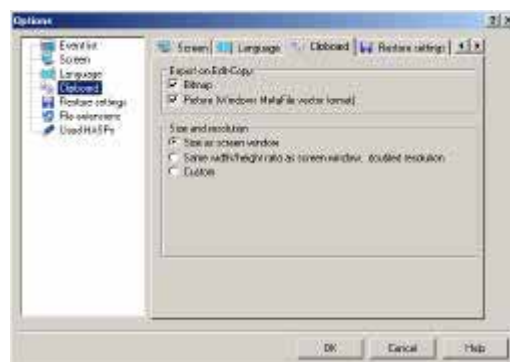 Options
Event list
Screen
Language
Clipboard
Restore settings
File extensions
Used HASPs
Screen
Language
Clipboard
Restore settings
Export on Edit-Copy
Bitmap
Picture (Windows MetaFile vector format)
Size and resolution
Size as screen window
Same width/height ratio as screen window, doubled resolution
Custom
OK
Cancel
Help